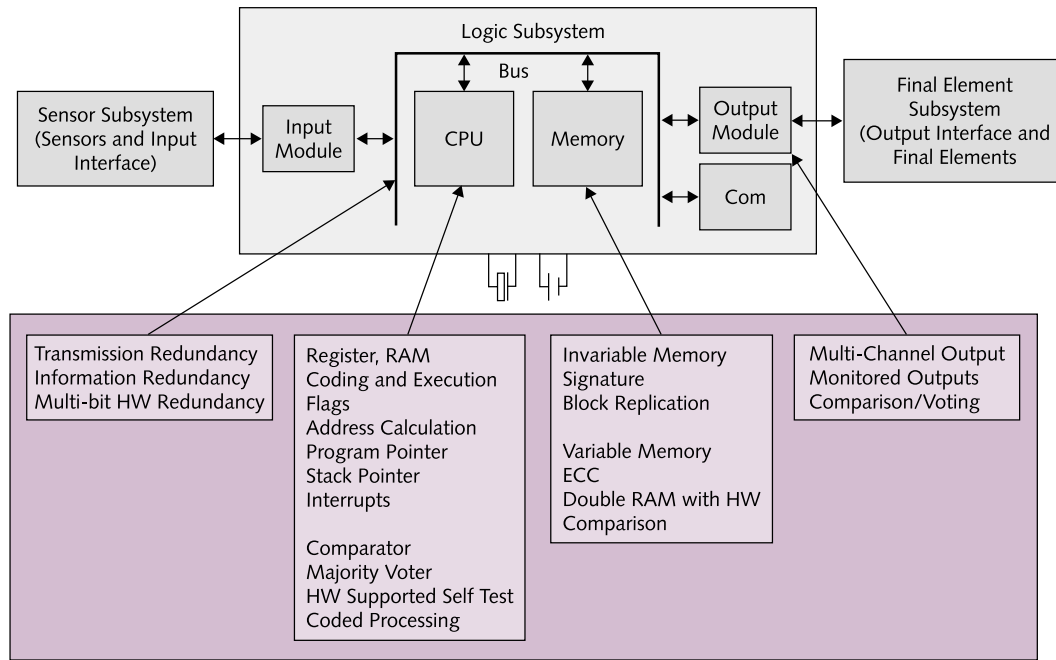 Logic Subsystem
Bus
Sensor Subsystem
(Sensors and Input
Interface)
Input
Module
CPU
Memory
Output
Module
Com
Final Element
Subsystem
(Output Interface and
Final Elements
Transmission Redundancy
Information Redundancy
Multi-bit HW Redundancy
Register, RAM
Coding and Execution
Flags
Address Calculation
Program Pointer
Stack Pointer
Interrupts
Comparator
Majority Voter
HW Supported Self Test
Coded Processing
Invariable Memory
Signature
Block Replication
Variable Memory
ECC
Double RAM with HW
Comparison
Multi-Channel Output
Monitored Outputs
Comparison/Voting